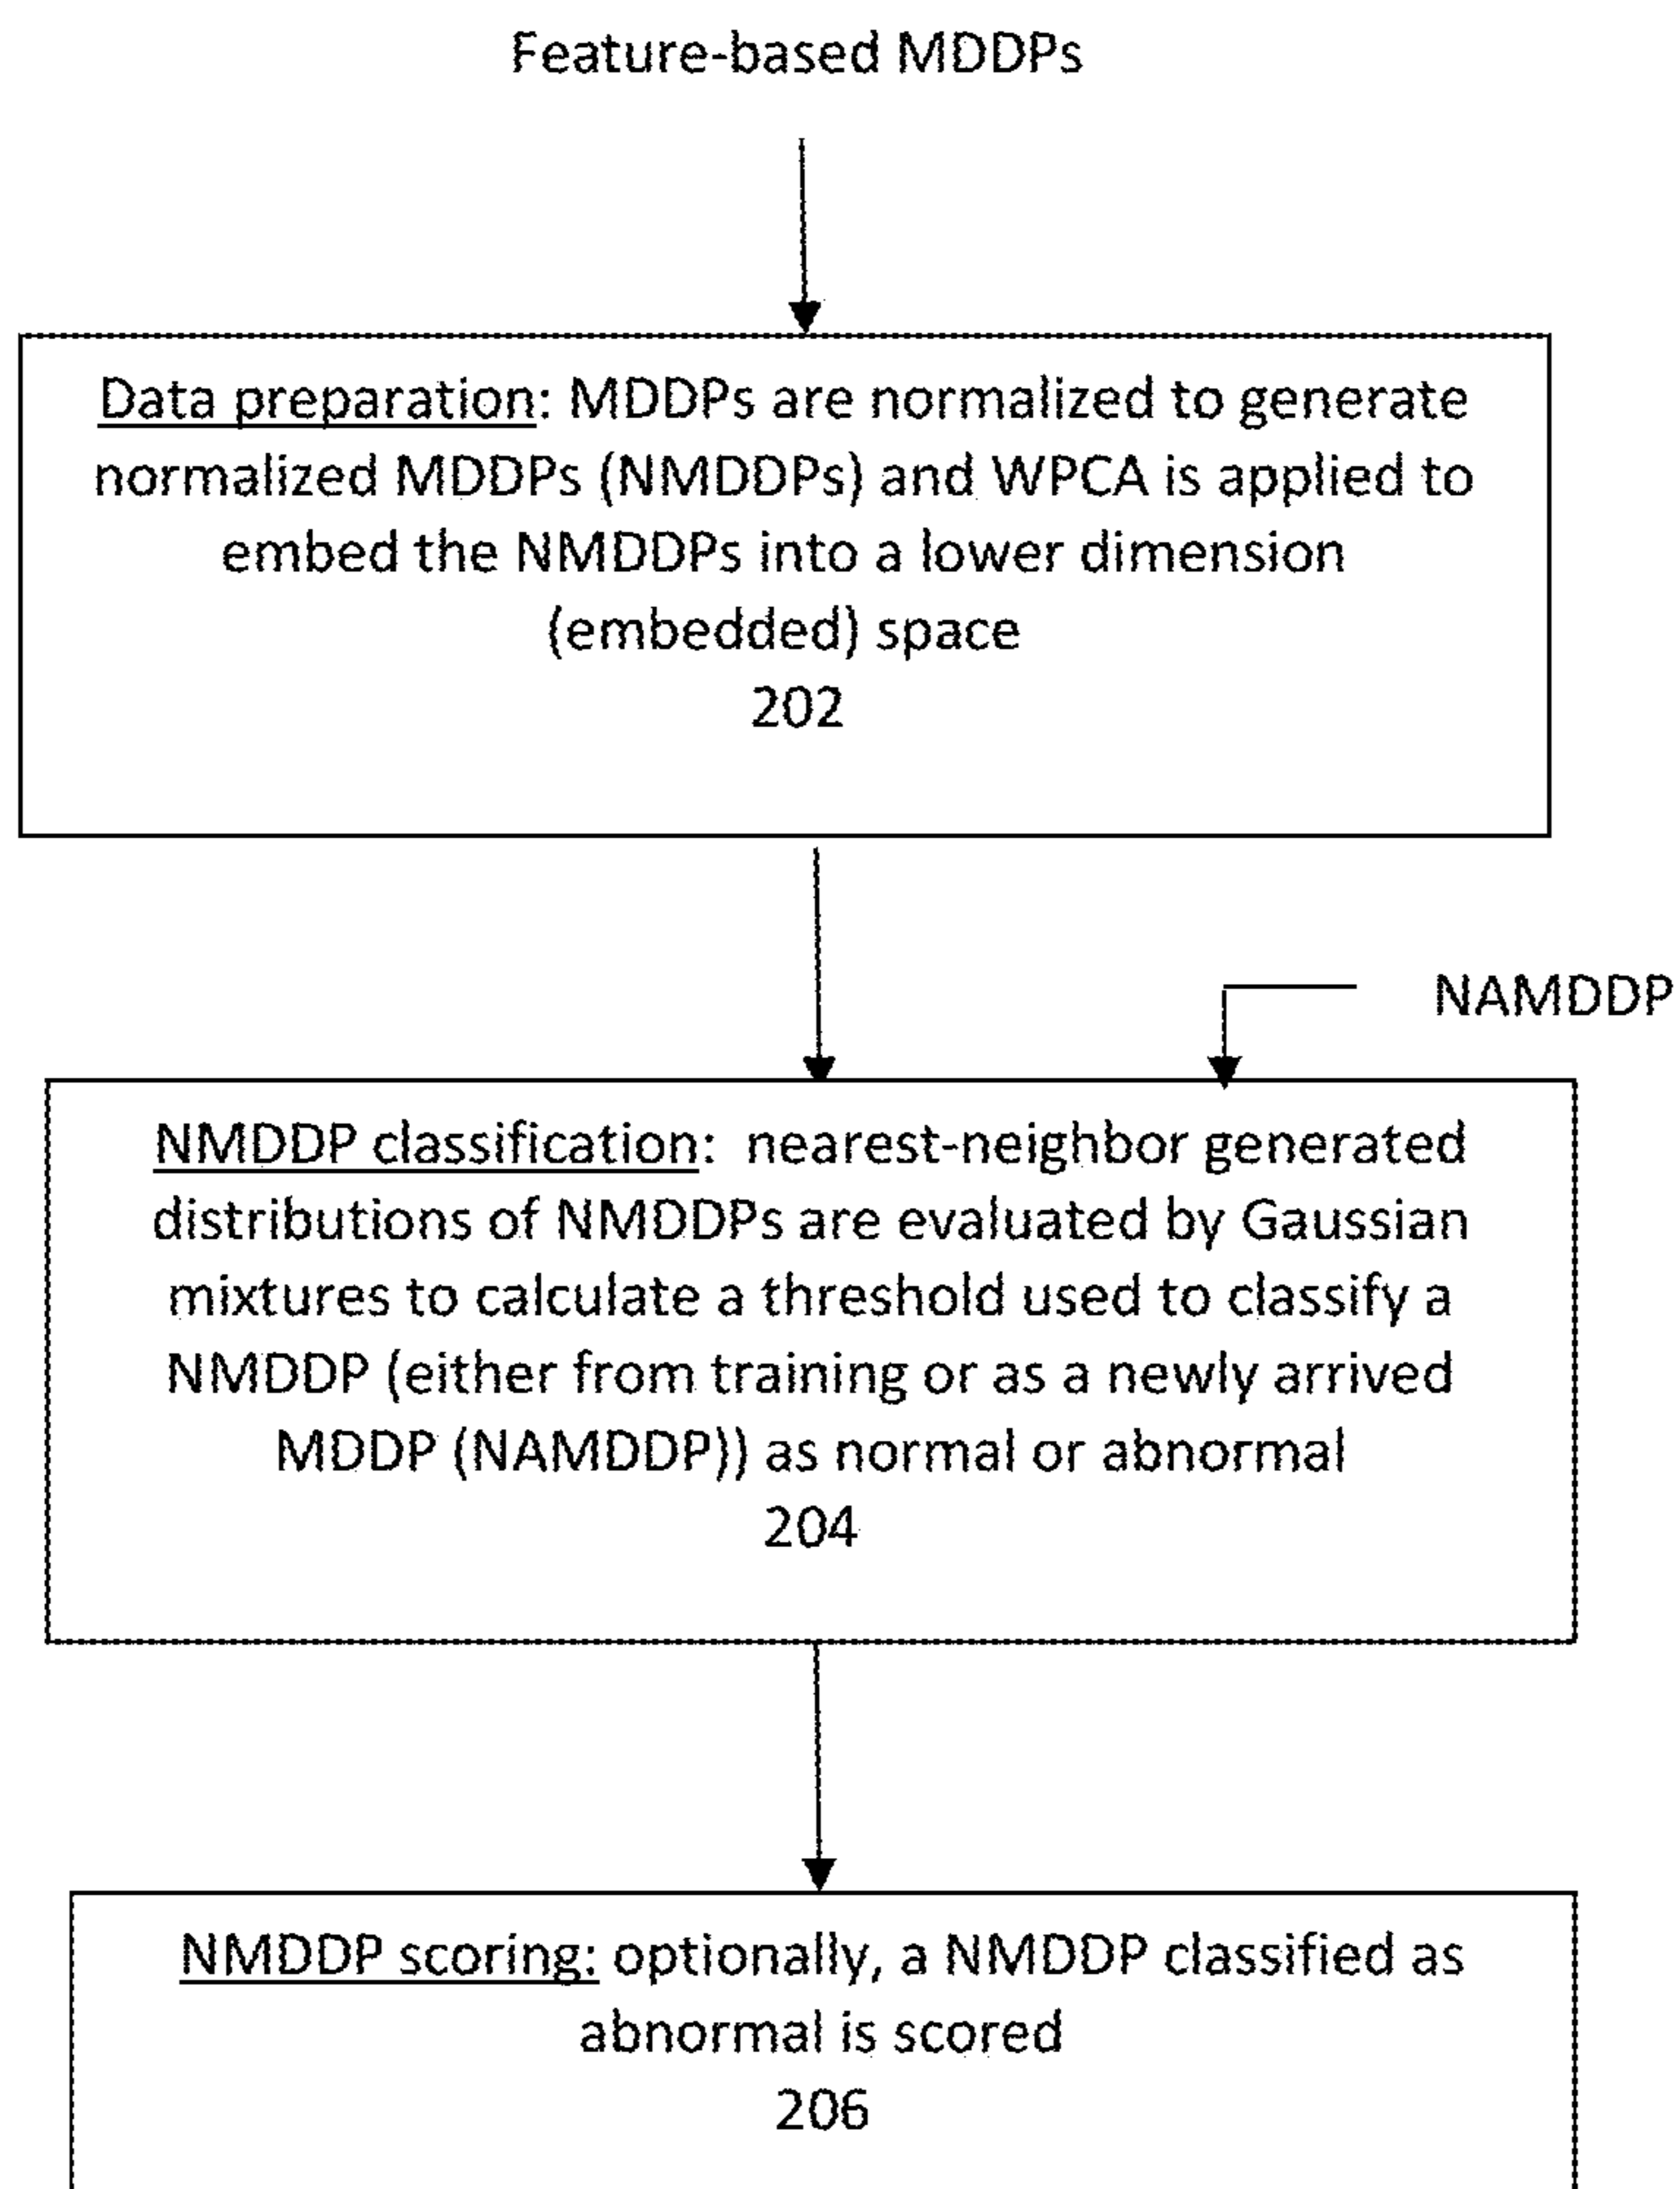 Feature-based MDDPs
Data preparation: MDDPs are normalized to generate
normalized MDDPs (NMDDPs) and WPCA is applied to
embed the NMDDPs into a lower dimension
(embedded) space
202
NAMDDP
NMDDP classification: nearest-neighbor generated
distributions of NMDDPs are evaluated by Gaussian
mixtures to calculate a threshold used to classify a
NMDDP (either from training or as a newly arrived
MDDP (NAMDDP)) as normal or abnormal
204
NMDDP scoring: optionally, a NMDDP classified as
abnormal is scored
206